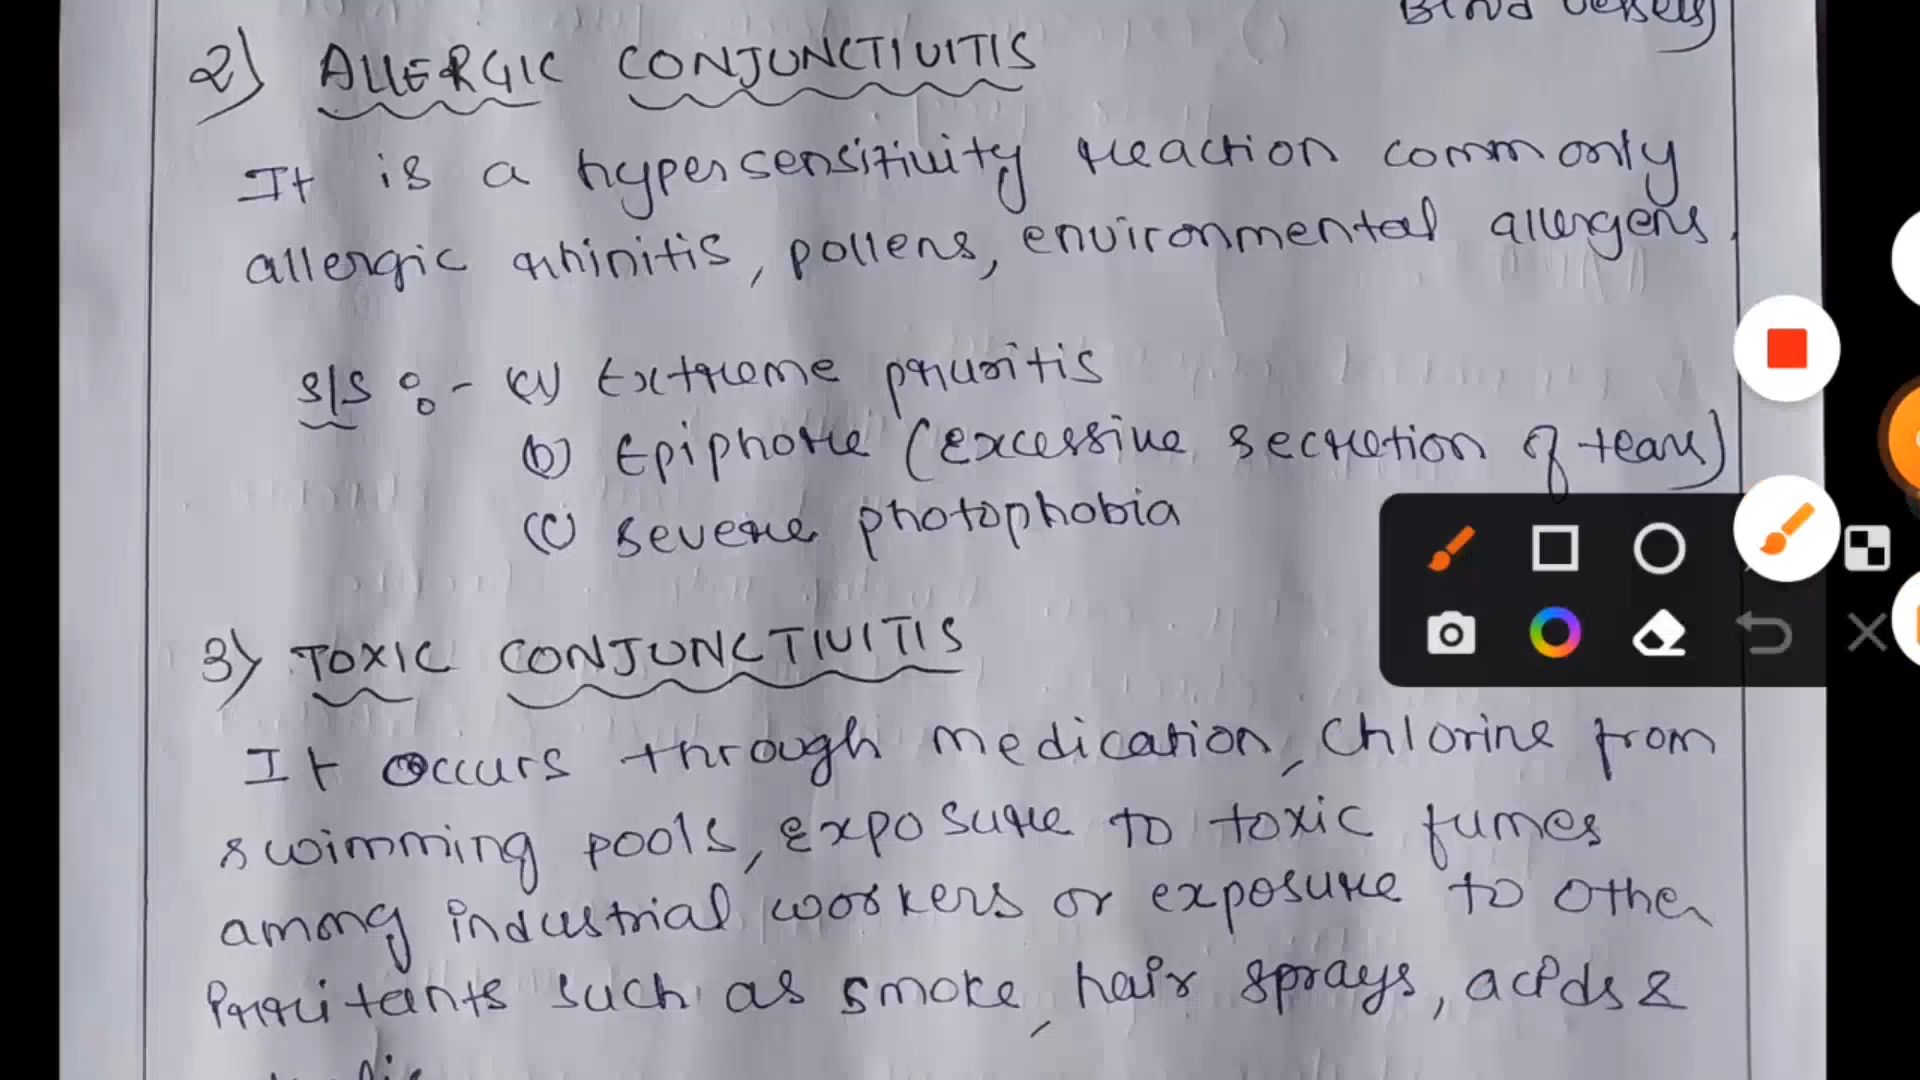 Blood vessels)
2) ALLERGIC CONJUNCTIVITIS
It is a hypersensitivity reaction commonly
allergic rhinitis, pollens, environmental allergens.
S/S :- (a) Extreme pruritis
(b) Epiphore (excessive secretion of tears)
(c) severe photophobia
3) TOXIC CONJUNCTIVITIS
It occurs through medication, Chlorine from
swimming pools, exposure to toxic fumes
among industrial workers or exposure to other
irritants such as smoke, hair sprays, acids &